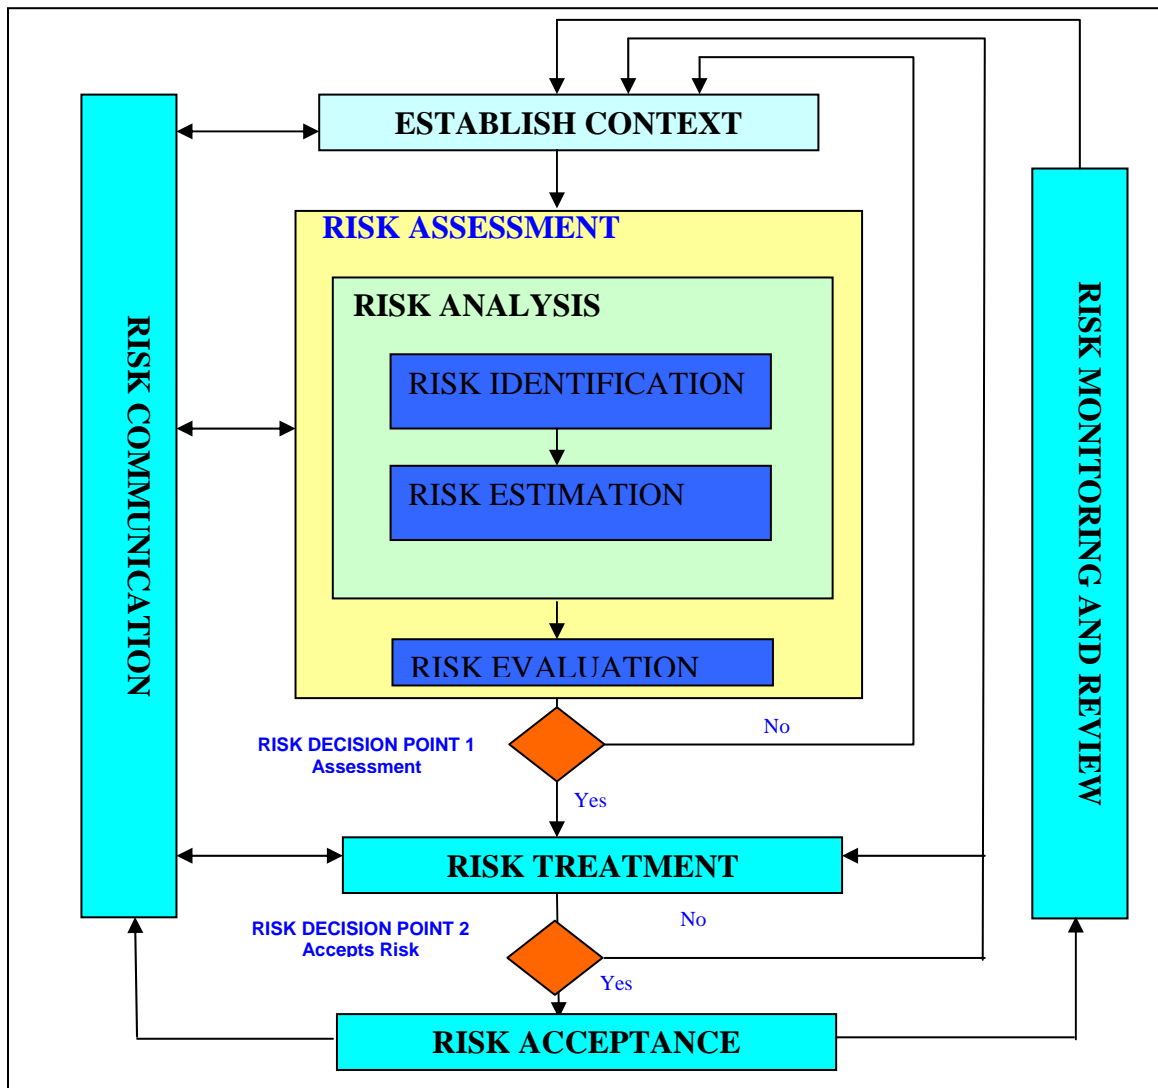 ESTABLISH CONTEXT
RISK ASSESSMENT
RISK ANALYSIS
RISK IDENTIFICATION
RISK ESTIMATION
RISK EVALUATION
RISK COMMUNICATION
RISK MONITORING AND REVIEW
No
RISK DECISION POINT 1
Assessment
Yes
RISK TREATMENT
No
RISK DECISION POINT 2
Accepts Risk
Yes
RISK ACCEPTANCE